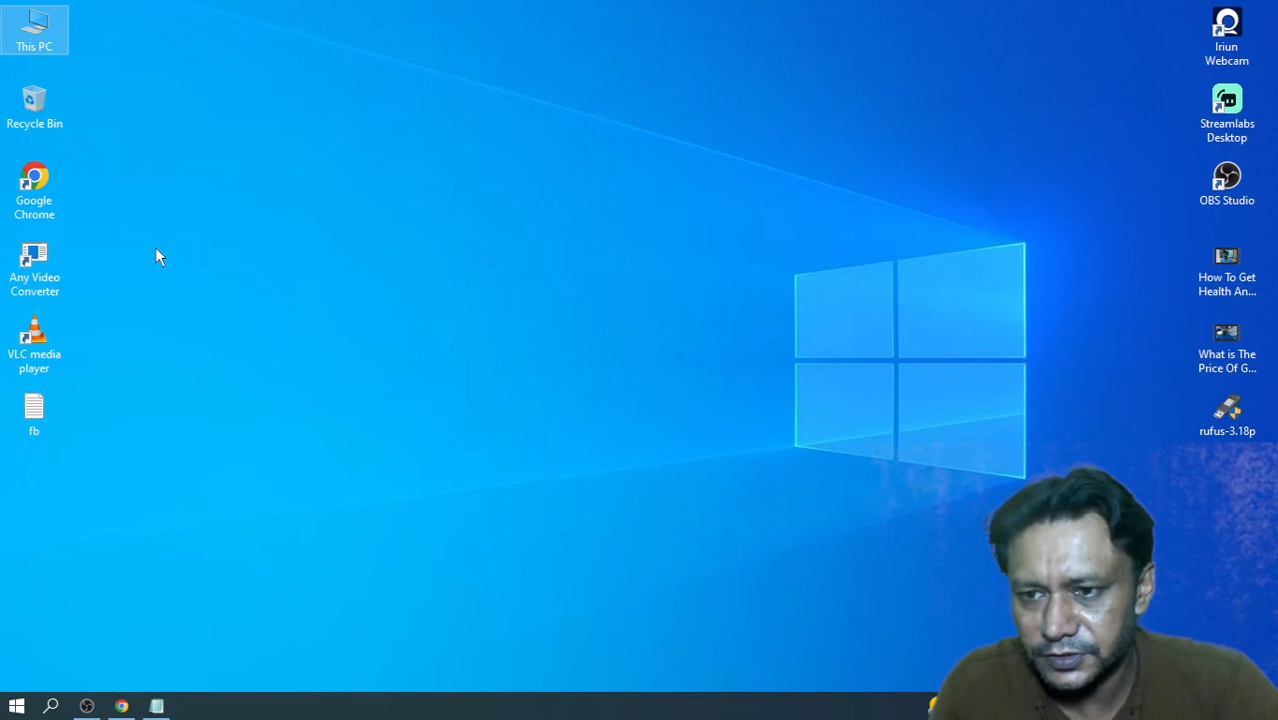 This PC
Recycle Bin
Google
Chrome
Any Video
Converter
VLC media
player
fb
Iriun
Webcam
Streamlabs
Desktop
OBS Studio
How To Get
Health An...
What is The
Price Of G...
rufus-3.18p